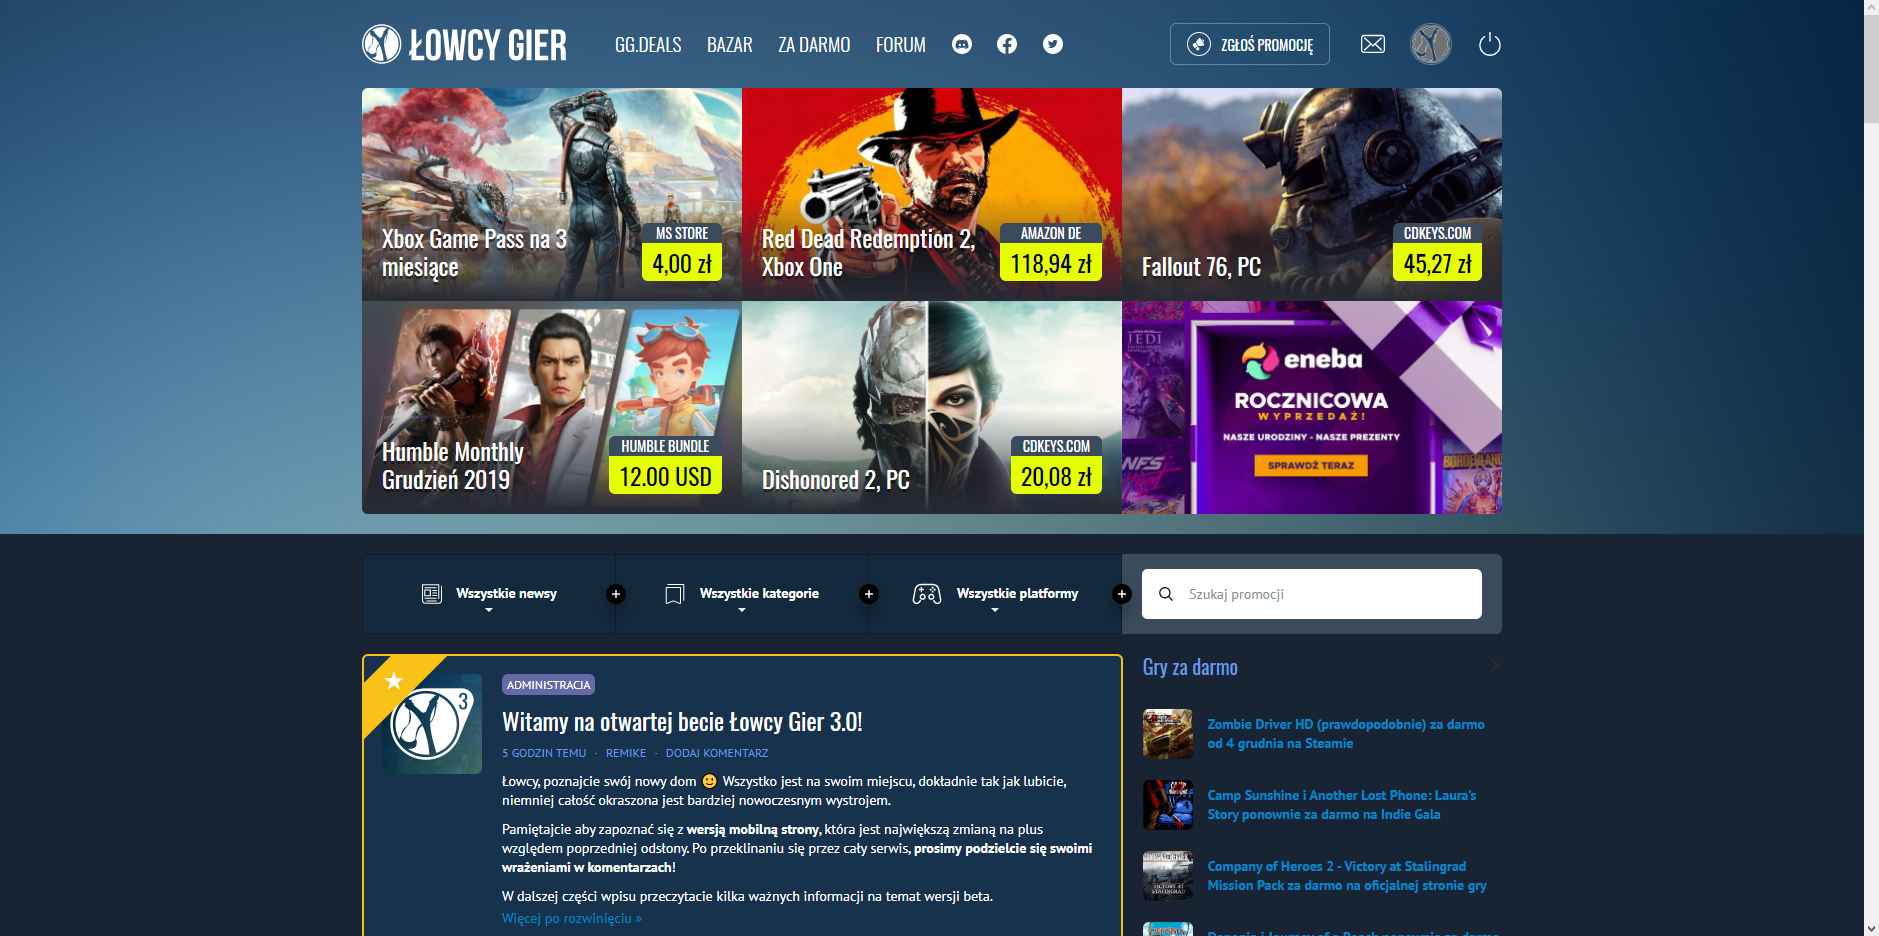 ŁOWCY GIER
GG.DEALS BAZAR ZA DARMO FORUM
ZGŁOŚ PROMOCJĘ
Xbox Game Pass na 3
miesiące
MS STORE
4,00 zł
Red Dead Redemption 2,
Xbox One
AMAZON DE
118,94 zł
Fallout 76, PC
CDKEYS.COM
45,27 zł
Humble Monthly
Grudzień 2019
HUMBLE BUNDLE
12.00 USD
Dishonored 2, PC
CDKEYS.COM
20,08 zł
JEDI
NFS
eneba
ROCZNICOWA
WYPRZEDAŻ!
NASZE URODZINY - NASZE PREZENTY
SPRAWDŹ TERAZ
Wszystkie newsy
Wszystkie kategorie
Wszystkie platformy
Szukaj promocji
3
ADMINISTRACJA
Witamy na otwartej becie Łowcy Gier 3.0!
5 GODZIN TEMU · REMIKE · DODAJ KOMENTARZ
Łowcy, poznajcie swój nowy dom 🙂 Wszystko jest na swoim miejscu, dokładnie tak jak lubicie,
niemniej całość okraszona jest bardziej nowoczesnym wystrojem.
Pamiętajcie aby zapoznać się z wersją mobilną strony, która jest największą zmianą na plus
względem poprzedniej odsłony. Po przeklinaniu się przez cały serwis, prosimy podzielcie się swoimi
wrażeniami w komentarzach!
W dalszej części wpisu przeczytacie kilka ważnych informacji na temat wersji beta.
Więcej po rozwinięciu »
Gry za darmo
Zombie Driver HD (prawdopodobnie) za darmo
od 4 grudnia na Steamie
Camp Sunshine i Another Lost Phone: Laura's
Story ponownie za darmo na Indie Gala
Company of Heroes 2 - Victory at Stalingrad
Mission Pack za darmo na oficjalnej stronie gry